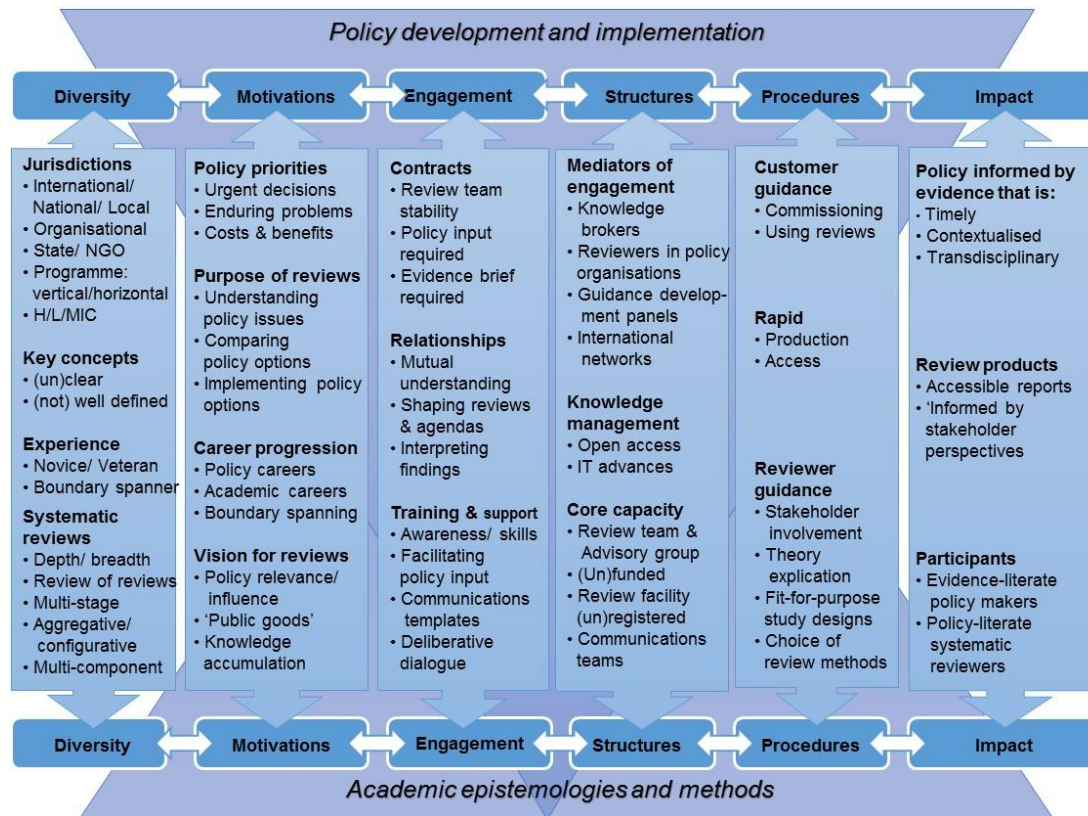 Policy development and implementation
Diversity
Motivations
Engagement
Structures
Procedures
Impact
Jurisdictions
• International/
National/ Local
• Organisational
• State/ NGO
• Programme:
vertical/horizontal
• H/L/MIC
Key concepts
• (un)clear
• (not) well defined
Experience
• Novice/ Veteran
• Boundary spanner
Systematic
reviews
• Depth/ breadth
• Review of reviews
• Multi-stage
• Aggregative/
configurative
• Multi-component
Policy priorities
• Urgent decisions
• Enduring problems
• Costs & benefits
Purpose of reviews
• Understanding
policy issues
• Comparing
policy options
• Implementing policy
options
Career progression
• Policy careers
• Academic careers
• Boundary spanning
Vision for reviews
• Policy relevance/
influence
• ‘Public goods’
• Knowledge
accumulation
Contracts
• Review team
stability
• Policy input
required
• Evidence brief
required
Relationships
• Mutual
understanding
• Shaping reviews
& agendas
• Interpreting
findings
Training & support
• Awareness/ skills
• Facilitating
policy input
• Communications
templates
• Deliberative
dialogue
Mediators of
engagement
• Knowledge
brokers
• Reviewers in policy
organisations
• Guidance develop-
ment panels
• International
networks
Knowledge
management
• Open access
• IT advances
Core capacity
• Review team &
Advisory group
• (Un)funded
• Review facility
(un)registered
• Communications
teams
Customer
guidance
• Commissioning
• Using reviews
Rapid
• Production
• Access
Reviewer
guidance
• Stakeholder
involvement
• Theory
explication
• Fit-for-purpose
study designs
• Choice of
review methods
Policy informed by
evidence that is:
• Timely
• Contextualised
• Transdisciplinary
Review products
• Accessible reports
• ‘Informed by
stakeholder
perspectives
Participants
• Evidence-literate
policy makers
• Policy-literate
systematic
reviewers
Diversity
Motivations
Engagement
Structures
Procedures
Impact
Academic epistemologies and methods